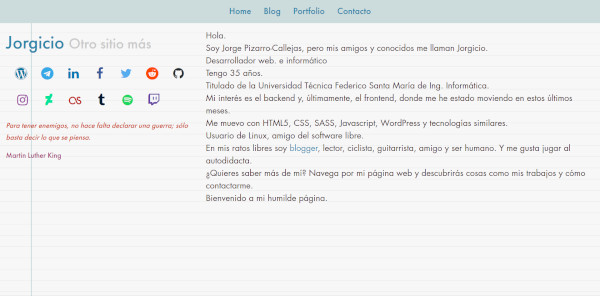 Home Blog Portfolio Contacto
Jorgicio Otro sitio más
Para tener enemigos, no hace falta declarar una guerra; sólo
basta decir lo que se piensa.
Martin Luther King
Hola.
Soy Jorge Pizarro-Callejas, pero mis amigos y conocidos me llaman Jorgicio.
Desarrollador web. e informático
Tengo 35 años.
Titulado de la Universidad Técnica Federico Santa María de Ing. Informática.
Mi interés es el backend y, últimamente, el frontend, donde me he estado moviendo en estos últimos
meses.
Me muevo con HTML5, CSS, SASS, Javascript, WordPress y tecnologías similares.
Usuario de Linux, amigo del software libre.
En mis ratos libres soy blogger, lector, ciclista, guitarrista, amigo y ser humano. Y me gusta jugar al
autodidacta.
¿Quieres saber más de mí? Navega por mi página web y descubrirás cosas como mis trabajos y cómo
contactarme.
Bienvenido a mi humilde página.